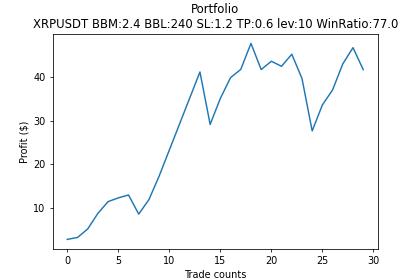 Portfolio
XRPUSDT BBM:2.4 BBL:240 SL:1.2 TP:0.6 lev:10 WinRatio:77.0
40
30
20
10
Profit ($)
0 5 10 15 20 25 30
Trade counts